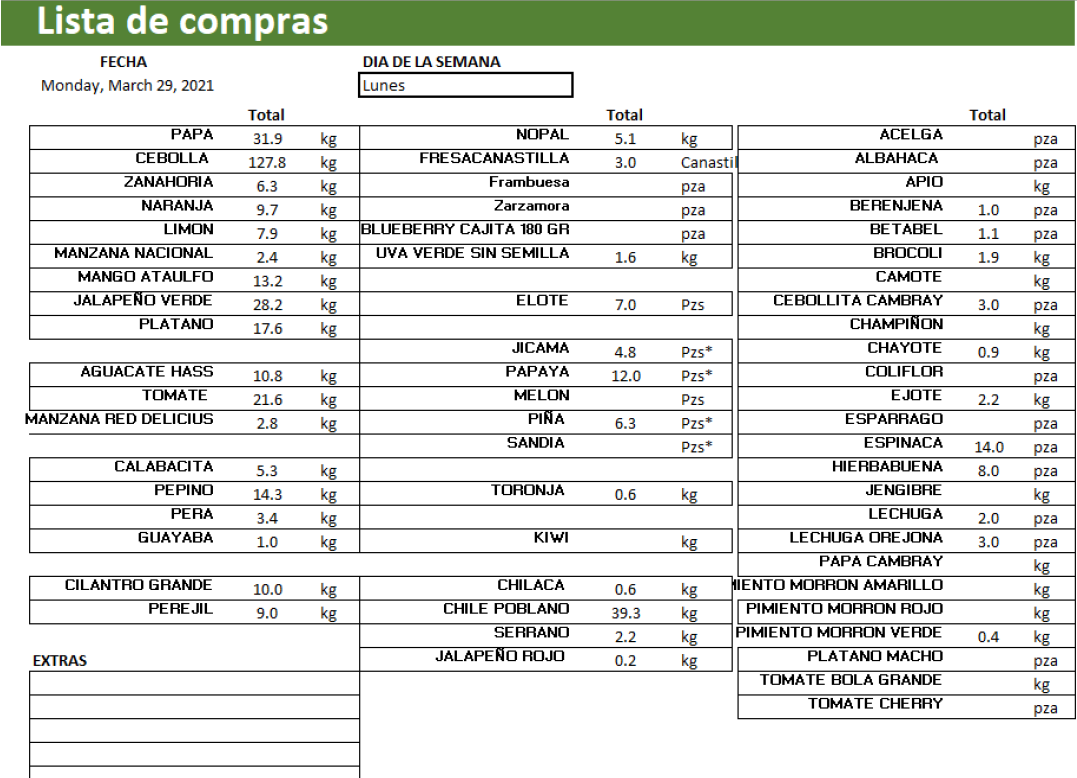 Lista de compras
FECHA DIA DE LA SEMANA
Monday, March 29, 2021 Lunes
Total Total Total
PAPA 31.9 kg NOPAL 5.1 kg ACELGA pza
CEBOLLA 127.8 kg FRESACANASTILLA 3.0 Canastil ALBAHACA pza
ZANAHORIA 6.3 kg Frambuesa pza APIO kg
NARANJA 9.7 kg Zarzamora pza BERENJENA 1.0 pza
LIMON 7.9 kg BLUEBERRY CAJITA 180 GR pza BETABEL 1.1 pza
MANZANA NACIONAL 2.4 kg UVA VERDE SIN SEMILLA 1.6 kg BROCOLI 1.9 kg
MANGO ATAULFO 13.2 kg CAMOTE kg
JALAPEÑO VERDE 28.2 kg ELOTE 7.0 Pzs CEBOLLITA CAMBRAY 3.0 pza
PLATANO 17.6 kg CHAMPIÑON kg
JICAMA 4.8 Pzs* CHAYOTE 0.9 kg
AGUACATE HASS 10.8 kg PAPAYA 12.0 Pzs* COLIFLOR pza
TOMATE 21.6 kg MELON Pzs EJOTE 2.2 kg
MANZANA RED DELICIUS 2.8 kg PIÑA 6.3 Pzs* ESPARRAGO pza
SANDIA Pzs* ESPINACA 14.0 pza
CALABACITA 5.3 kg HIERBABUENA 8.0 pza
PEPINO 14.3 kg TORONJA 0.6 kg JENGIBRE kg
PERA 3.4 kg LECHUGA 2.0 pza
GUAYABA 1.0 kg KIWI kg LECHUGA OREJONA 3.0 pza
PAPA CAMBRAY kg
CILANTRO GRANDE 10.0 kg CHILACA 0.6 kg IENTO MORRON AMARILLO kg
PEREJIL 9.0 kg CHILE POBLANO 39.3 kg PIMIENTO MORRON ROJO kg
SERRANO 2.2 kg PIMIENTO MORRON VERDE 0.4 kg
EXTRAS JALAPEÑO ROJO 0.2 kg PLATANO MACHO pza
TOMATE BOLA GRANDE kg
TOMATE CHERRY pza